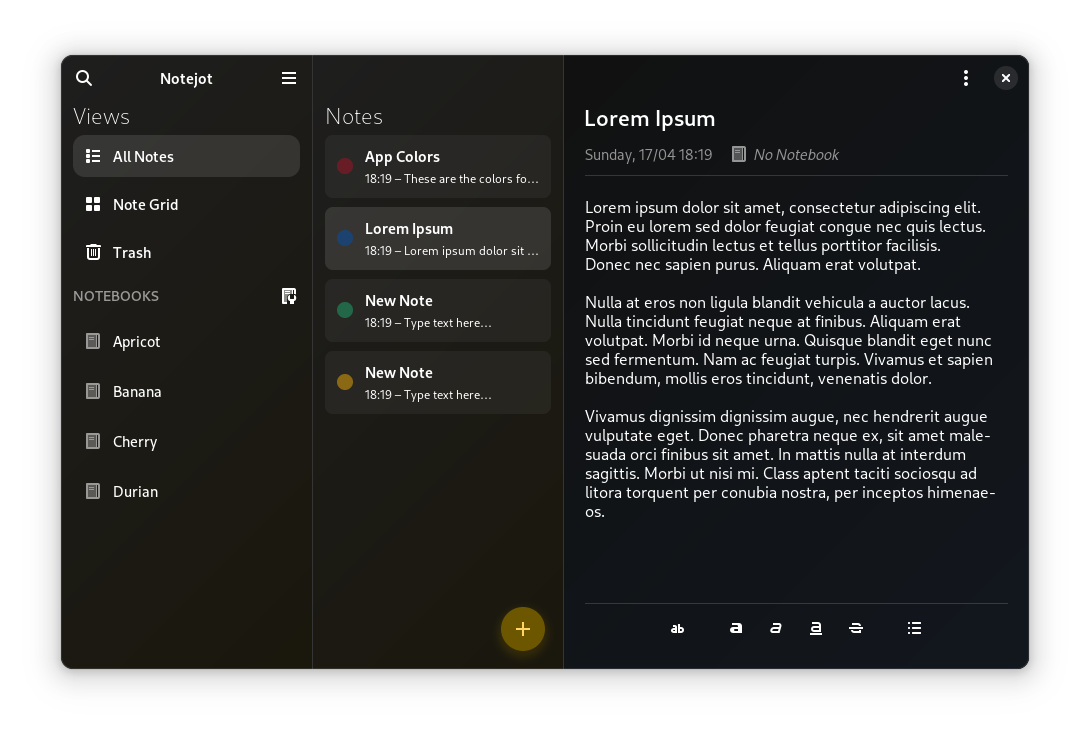 Notejot
Views
All Notes
Note Grid
Trash
NOTEBOOKS
Apricot
Banana
Cherry
Durian
Notes
App Colors
18:19 – These are the colors fo…
Lorem Ipsum
18:19 – Lorem ipsum dolor sit …
New Note
18:19 – Type text here…
New Note
18:19 – Type text here…
Lorem Ipsum
Sunday, 17/04 18:19 No Notebook
Lorem ipsum dolor sit amet, consectetur adipiscing elit.
Proin eu lorem sed dolor feugiat congue nec quis lectus.
Morbi sollicitudin lectus et tellus porttitor facilisis.
Donec nec sapien purus. Aliquam erat volutpat.
Nulla at eros non ligula blandit vehicula a auctor lacus.
Nulla tincidunt feugiat neque at finibus. Aliquam erat
volutpat. Morbi id neque urna. Quisque blandit eget nunc
sed fermentum. Nam ac feugiat turpis. Vivamus et sapien
bibendum, mollis eros tincidunt, venenatis dolor.
Vivamus dignissim dignissim augue, nec hendrerit augue
vulputate eget. Donec pharetra neque ex, sit amet male-
suada orci finibus sit amet. In mattis nulla at interdum
sagittis. Morbi ut nisi mi. Class aptent taciti sociosqu ad
litora torquent per conubia nostra, per inceptos himenae-
os.
ab a a a S